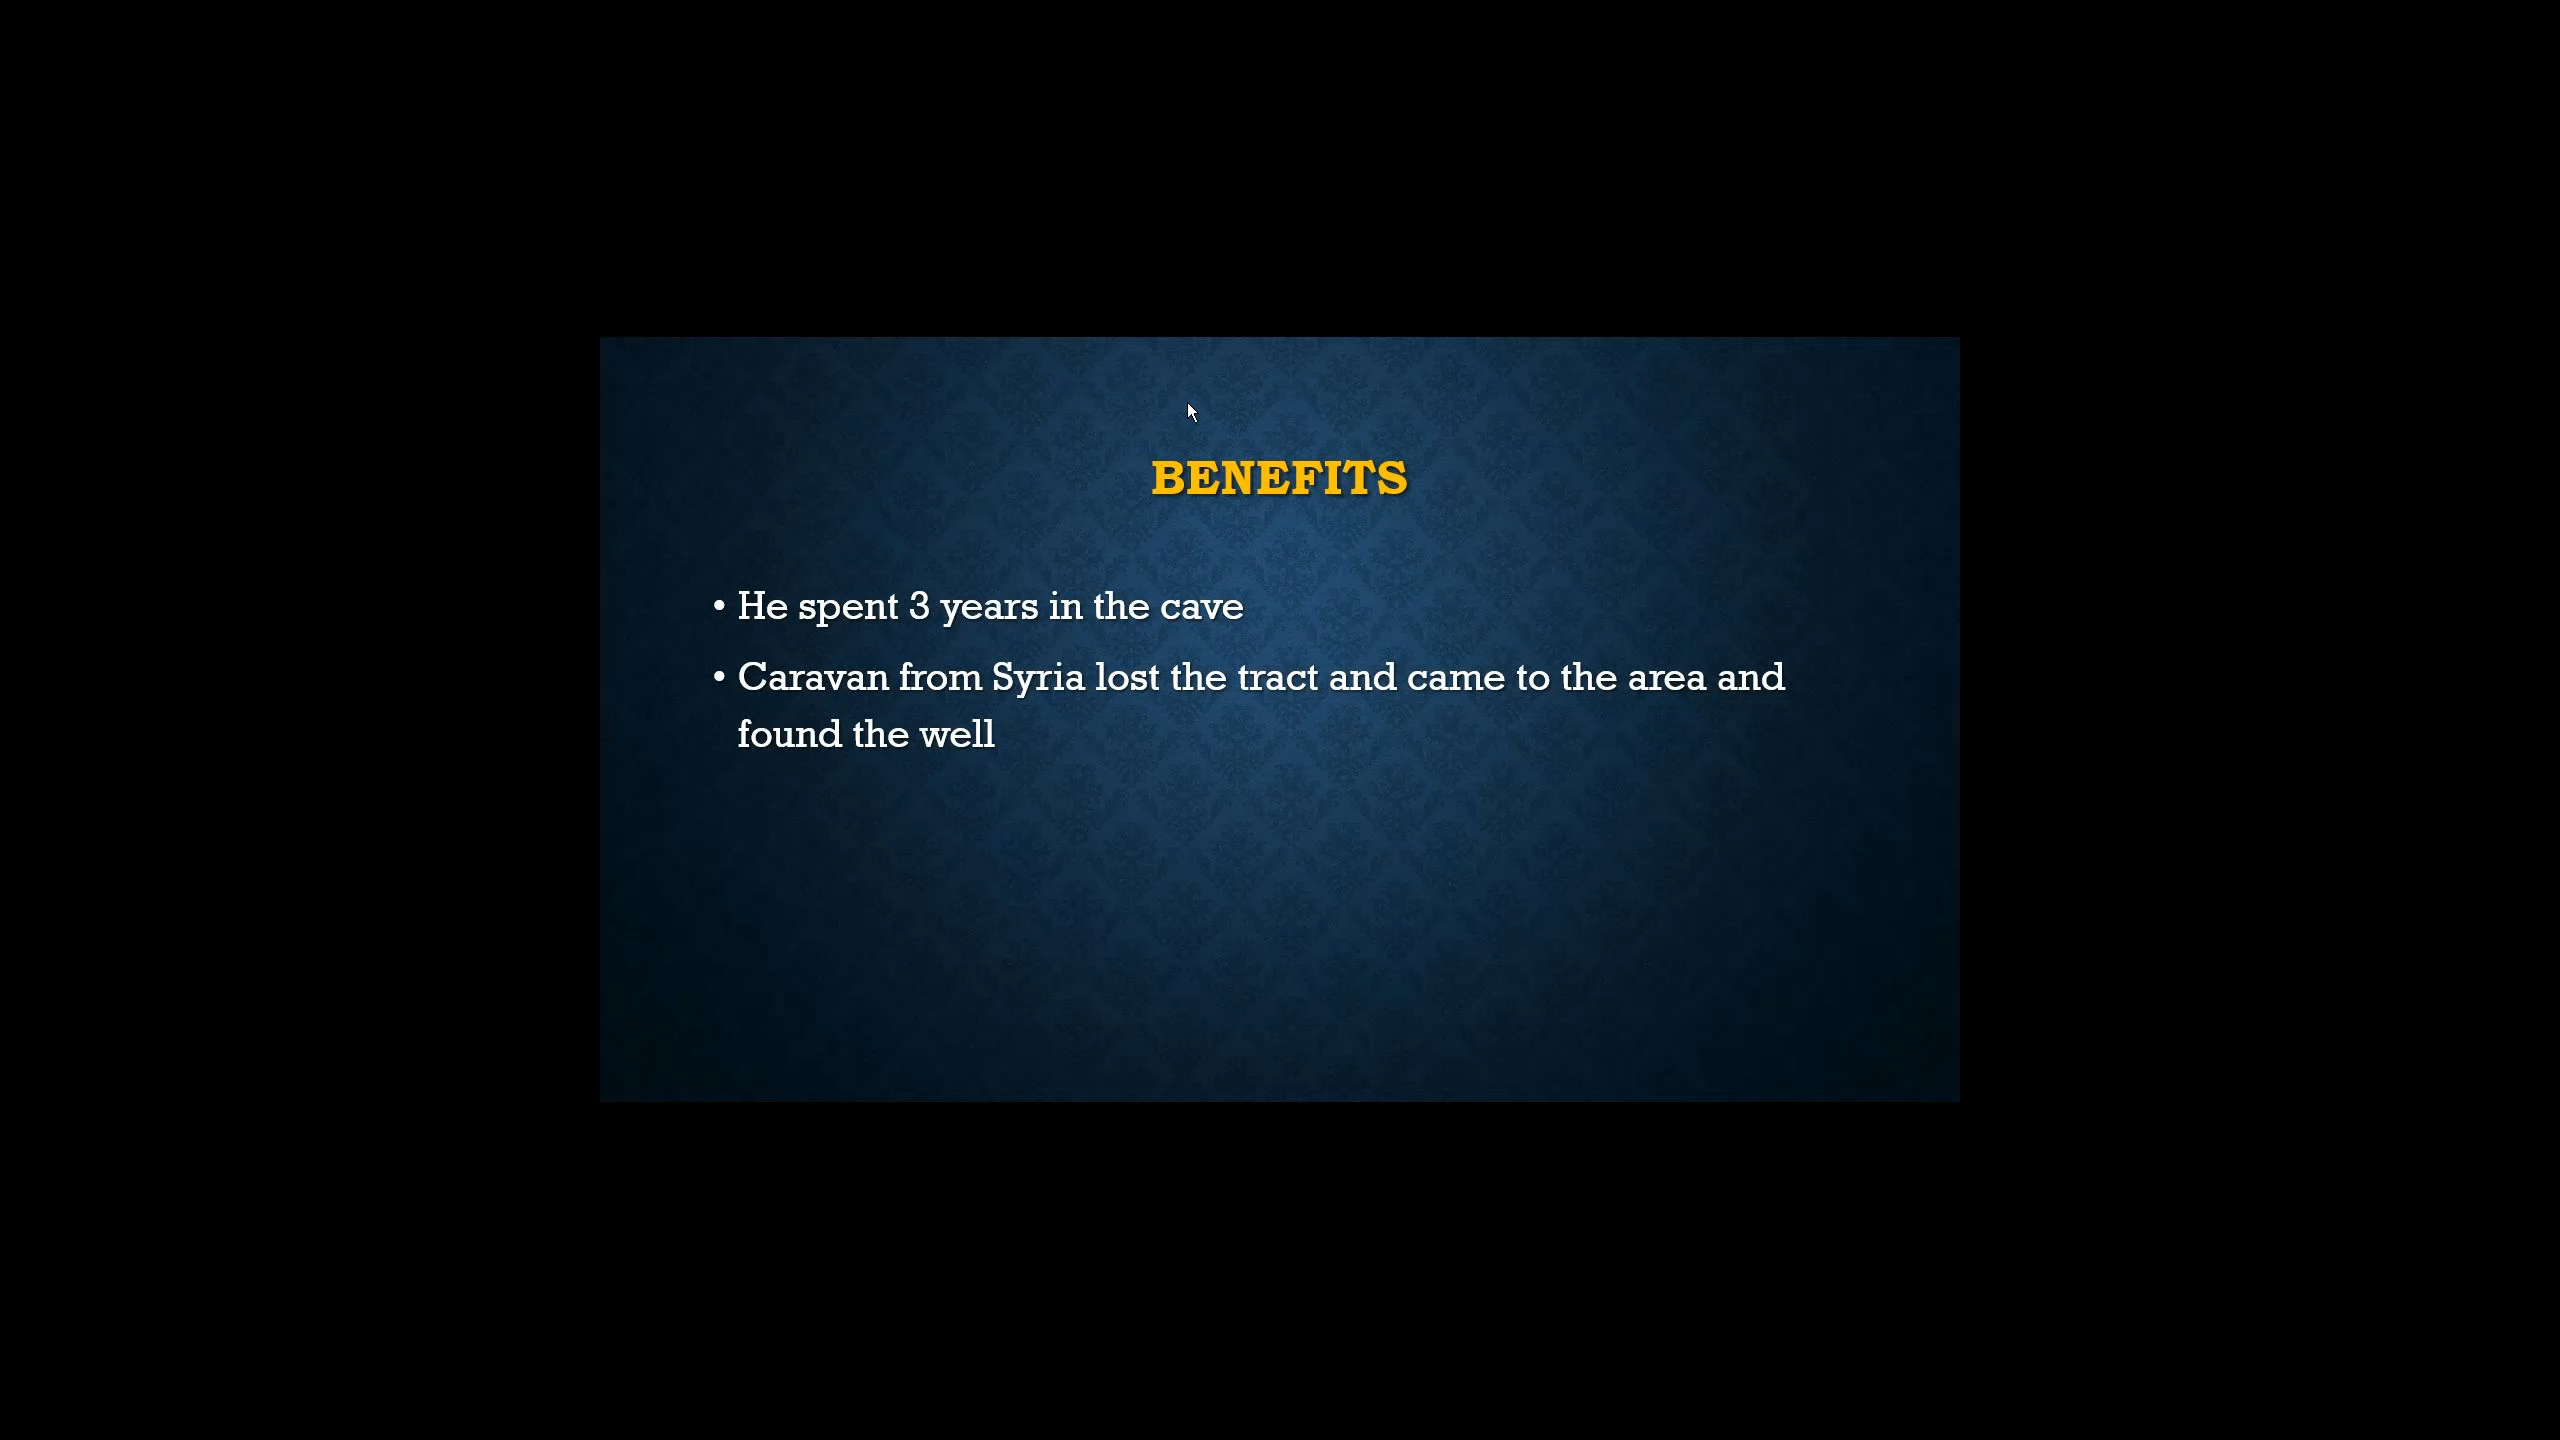 BENEFITS
• He spent 3 years in the cave
• Caravan from Syria lost the tract and came to the area and
found the well